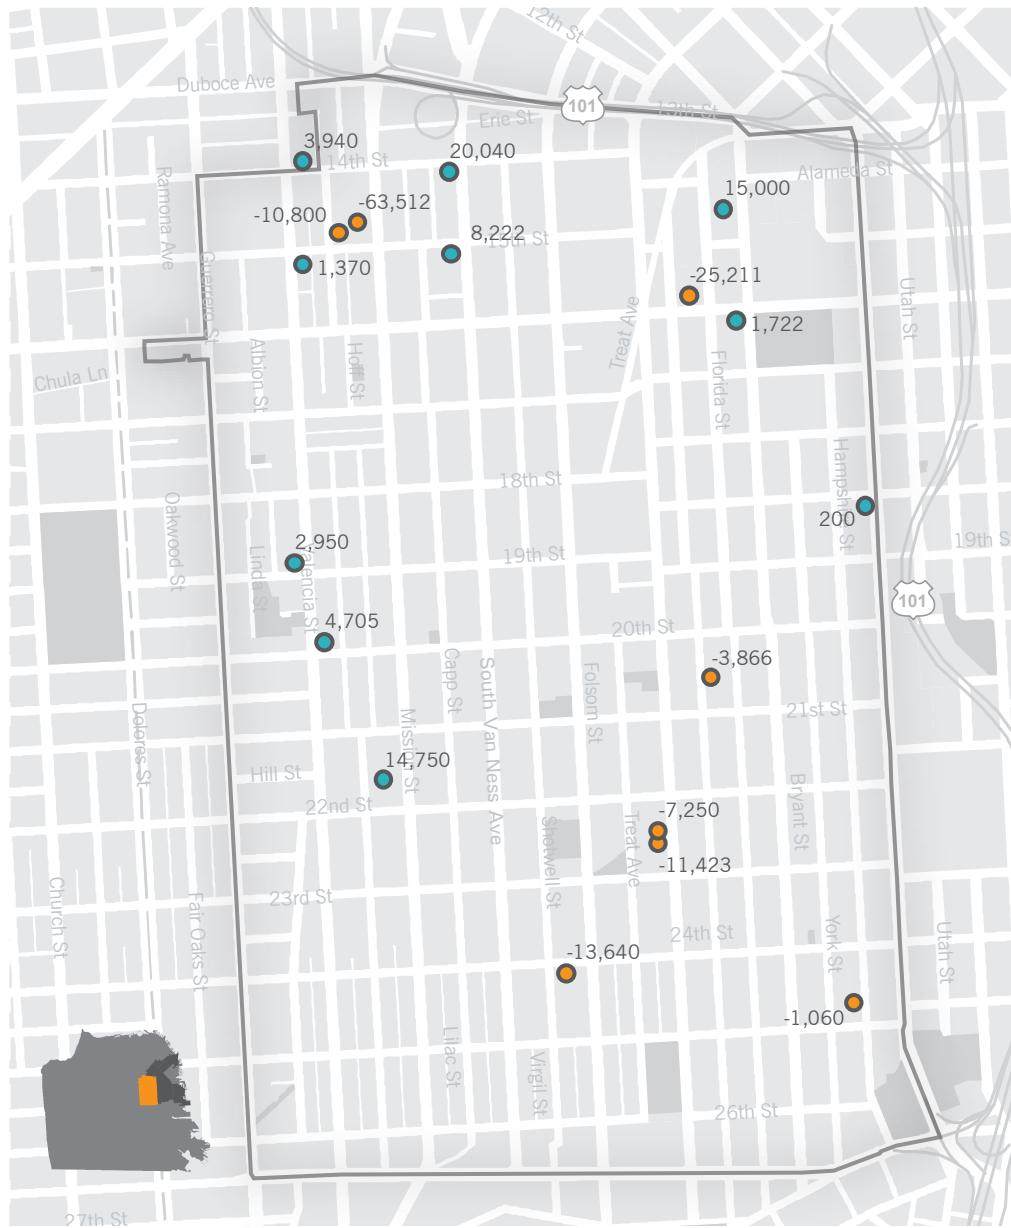 12th St
Duboce Ave
101
13th St
Erie St
3,940
14th St
20,040
Alameda St
Ramona Ave
15,000
-10,800
-63,512
8,222
15th St
1,370
Guerrero St
-25,211
Utah St
Treat Ave
1,722
Albion St
Hoff St
Florida St
Chula Ln
18th St
Hampshire St
Oakwood St
200
19th St
2,950
Linda St
Valencia St
19th St
101
4,705
20th St
-3,866
Capp St
South Van Ness Ave
Folsom St
Dolores St
Mission St
21st St
14,750
Hill St
22nd St
Bryant St
-7,250
Shotwell St
Treat Ave
-11,423
Church St
Fair Oaks St
23rd St
24th St
York St
Utah St
-13,640
-1,060
Lilac St
Virgil St
26th St
27th St